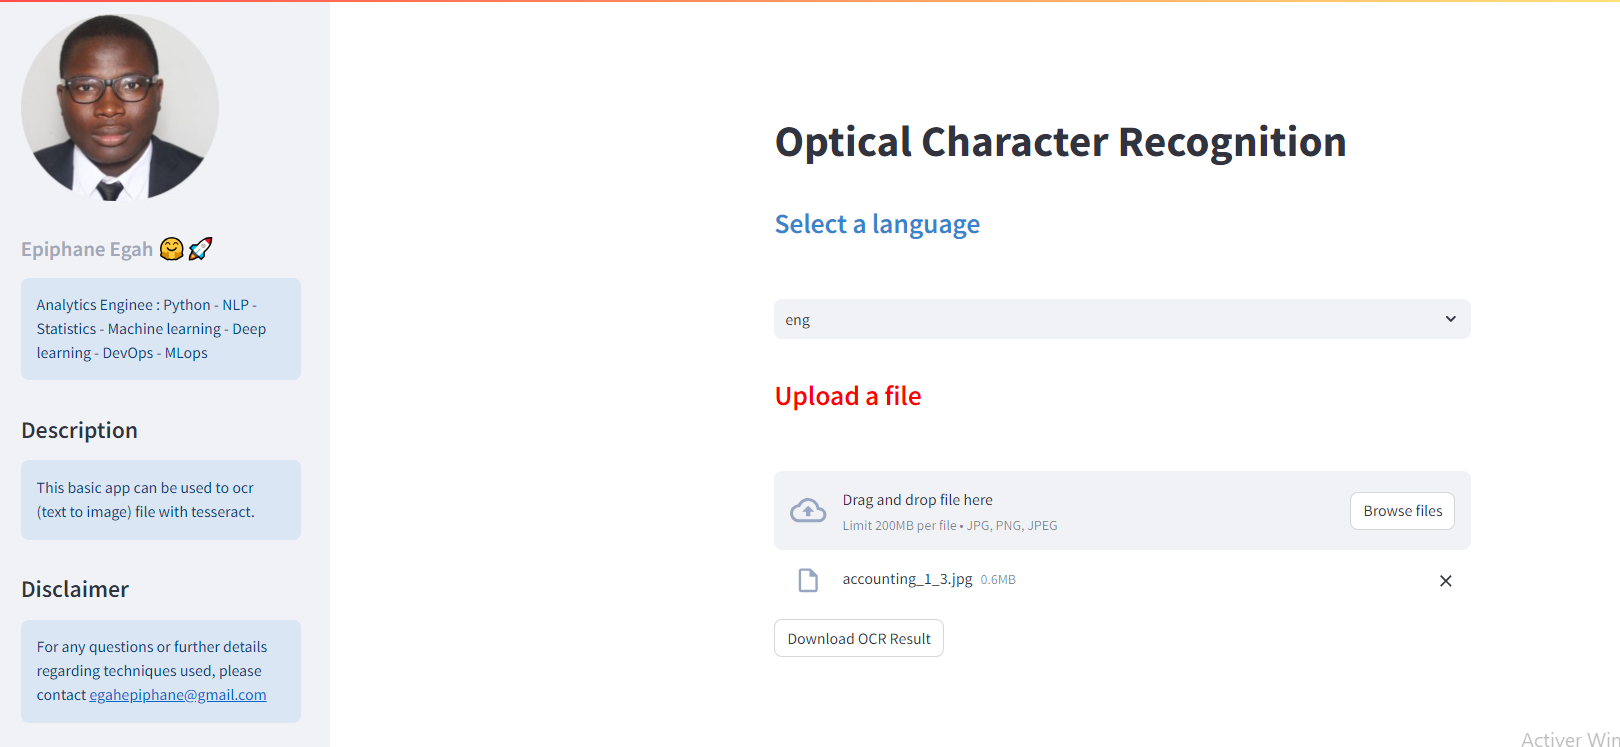 Epiphane Egah 🤗🚀
Analytics Enginee : Python - NLP -
Statistics - Machine learning - Deep
learning - DevOps - MLops
Description
This basic app can be used to ocr
(text to image) file with tesseract.
Disclaimer
For any questions or further details
regarding techniques used, please
contact egahepiphane@gmail.com
Optical Character Recognition
Select a language
eng
Upload a file
Drag and drop file here
Limit 200MB per file • JPG, PNG, JPEG
Browse files
accounting_1_3.jpg 0.6MB
Download OCR Result
Activer Win